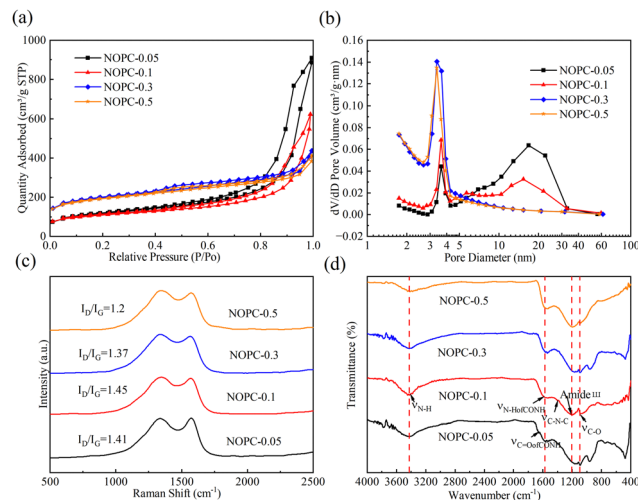 (a)
1000
800
600
400
200
0
0.0 0.2 0.4 0.6 0.8 1.0
Quantity Adsorbed (cm³/g STP)
Relative Pressure (P/Po)
NOPC-0.05
NOPC-0.1
NOPC-0.3
NOPC-0.5
(b)
0.16
0.14
0.12
0.10
0.08
0.06
0.04
0.02
0.00
−0.02
1 2 3 4 5 10 20 30 40 60 100
dV/dD Pore Volume (cm³/g·nm)
Pore Diameter (nm)
NOPC-0.05
NOPC-0.1
NOPC-0.3
NOPC-0.5
(c)
Intensity (a.u.)
I_D/I_G=1.2
NOPC-0.5
I_D/I_G=1.37
NOPC-0.3
I_D/I_G=1.45
NOPC-0.1
I_D/I_G=1.41
NOPC-0.05
500 1000 1500 2000 2500
Raman Shift (cm⁻¹)
(d)
Transmittance (%)
NOPC-0.5
NOPC-0.3
NOPC-0.1
Amide III
ν_N-H
ν_N-HofCONH
ν_C-N-C
ν_C-O
NOPC-0.05
ν_C=OofCONH
4000 3600 3200 2800 2400 2000 1600 1200 800 400
Wavenumber (cm⁻¹)